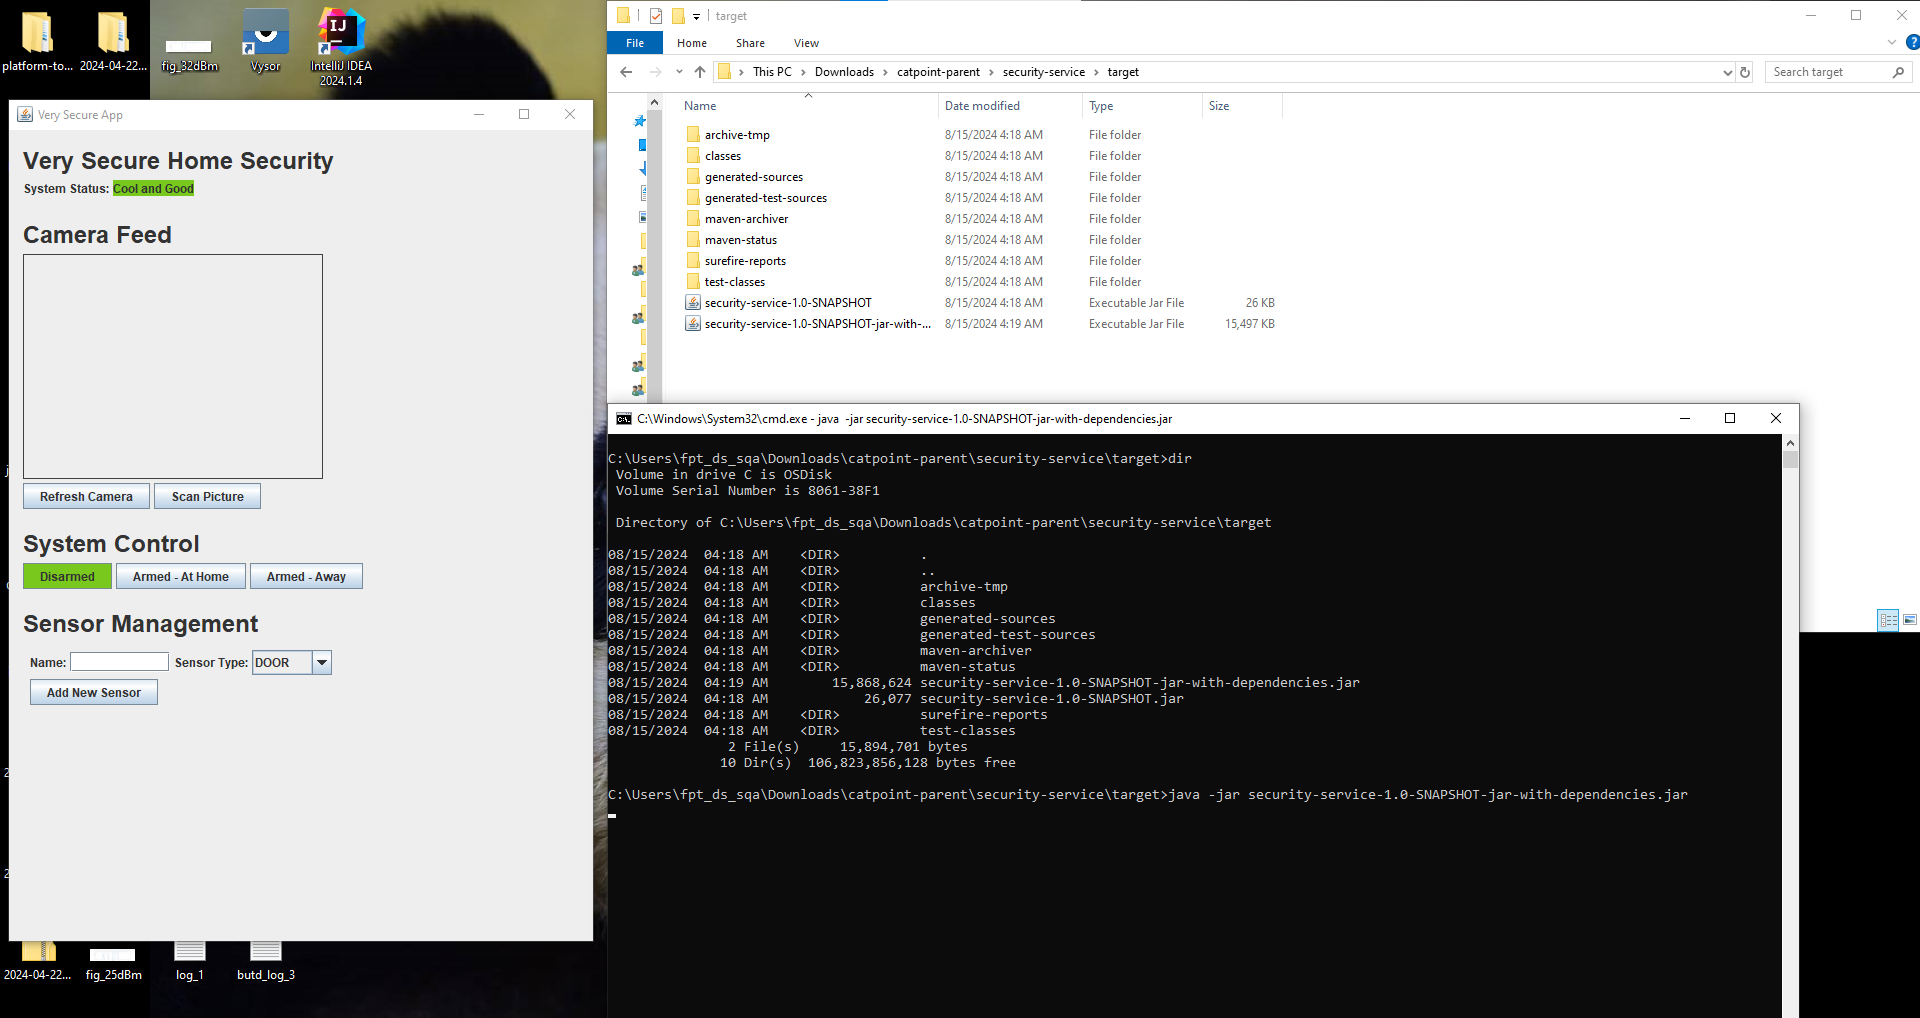 platform-to...
2024-04-22...
fig_32dBm
Vysor
IntelliJ IDEA
2024.1.4
Very Secure App
Very Secure Home Security
System Status: Cool and Good
Camera Feed
Refresh Camera
Scan Picture
System Control
Disarmed
Armed - At Home
Armed - Away
Sensor Management
Name:
Sensor Type:
DOOR
Add New Sensor
2024-04-22...
fig_25dBm
log_1
butd_log_3
target
File
Home
Share
View
This PC > Downloads > catpoint-parent > security-service > target
Search target
Name
Date modified
Type
Size
archive-tmp 8/15/2024 4:18 AM File folder
classes 8/15/2024 4:18 AM File folder
generated-sources 8/15/2024 4:18 AM File folder
generated-test-sources 8/15/2024 4:18 AM File folder
maven-archiver 8/15/2024 4:18 AM File folder
maven-status 8/15/2024 4:18 AM File folder
surefire-reports 8/15/2024 4:18 AM File folder
test-classes 8/15/2024 4:18 AM File folder
security-service-1.0-SNAPSHOT 8/15/2024 4:18 AM Executable Jar File 26 KB
security-service-1.0-SNAPSHOT-jar-with-... 8/15/2024 4:19 AM Executable Jar File 15,497 KB
C:\Windows\System32\cmd.exe - java -jar security-service-1.0-SNAPSHOT-jar-with-dependencies.jar
C:\Users\fpt_ds_sqa\Downloads\catpoint-parent\security-service\target>dir
Volume in drive C is OSDisk
Volume Serial Number is 8061-38F1
Directory of C:\Users\fpt_ds_sqa\Downloads\catpoint-parent\security-service\target
08/15/2024 04:18 AM <DIR> .
08/15/2024 04:18 AM <DIR> ..
08/15/2024 04:18 AM <DIR> archive-tmp
08/15/2024 04:18 AM <DIR> classes
08/15/2024 04:18 AM <DIR> generated-sources
08/15/2024 04:18 AM <DIR> generated-test-sources
08/15/2024 04:18 AM <DIR> maven-archiver
08/15/2024 04:18 AM <DIR> maven-status
08/15/2024 04:19 AM 15,868,624 security-service-1.0-SNAPSHOT-jar-with-dependencies.jar
08/15/2024 04:18 AM 26,077 security-service-1.0-SNAPSHOT.jar
08/15/2024 04:18 AM <DIR> surefire-reports
08/15/2024 04:18 AM <DIR> test-classes
2 File(s) 15,894,701 bytes
10 Dir(s) 106,823,856,128 bytes free
C:\Users\fpt_ds_sqa\Downloads\catpoint-parent\security-service\target>java -jar security-service-1.0-SNAPSHOT-jar-with-dependencies.jar